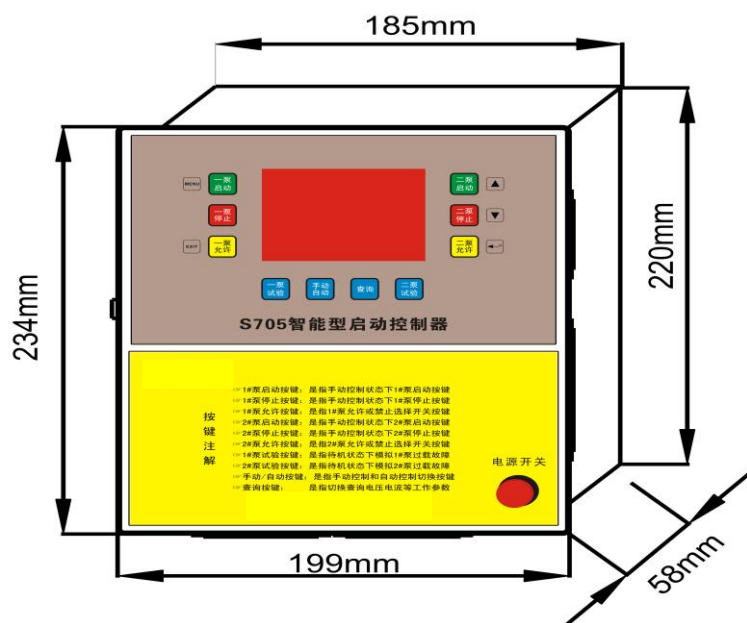 185mm
MENU
一泵
启动
二泵
启动
一泵
停止
二泵
停止
EXIT
一泵
允许
二泵
允许
一泵
试验
手动
自动
查询
二泵
试验
S705智能型启动控制器
234mm
220mm
按键注解
1#泵启动按键：是指手动控制状态下1#泵启动按键
1#泵停止按键：是指手动控制状态下1#泵停止按键
1#泵允许按键：是指1#泵允许或禁止选择开关按键
2#泵启动按键：是指手动控制状态下2#泵启动按键
2#泵停止按键：是指手动控制状态下2#泵停止按键
2#泵允许按键：是指2#泵允许或禁止选择开关按键
1#泵试验按键：是指待机状态下模拟1#泵过载故障
2#泵试验按键：是指待机状态下模拟2#泵过载故障
手动/自动按键：是指手动控制和自动控制切换按键
查询按键： 是指切换查询电压电流等工作参数
电源开关
199mm
58mm